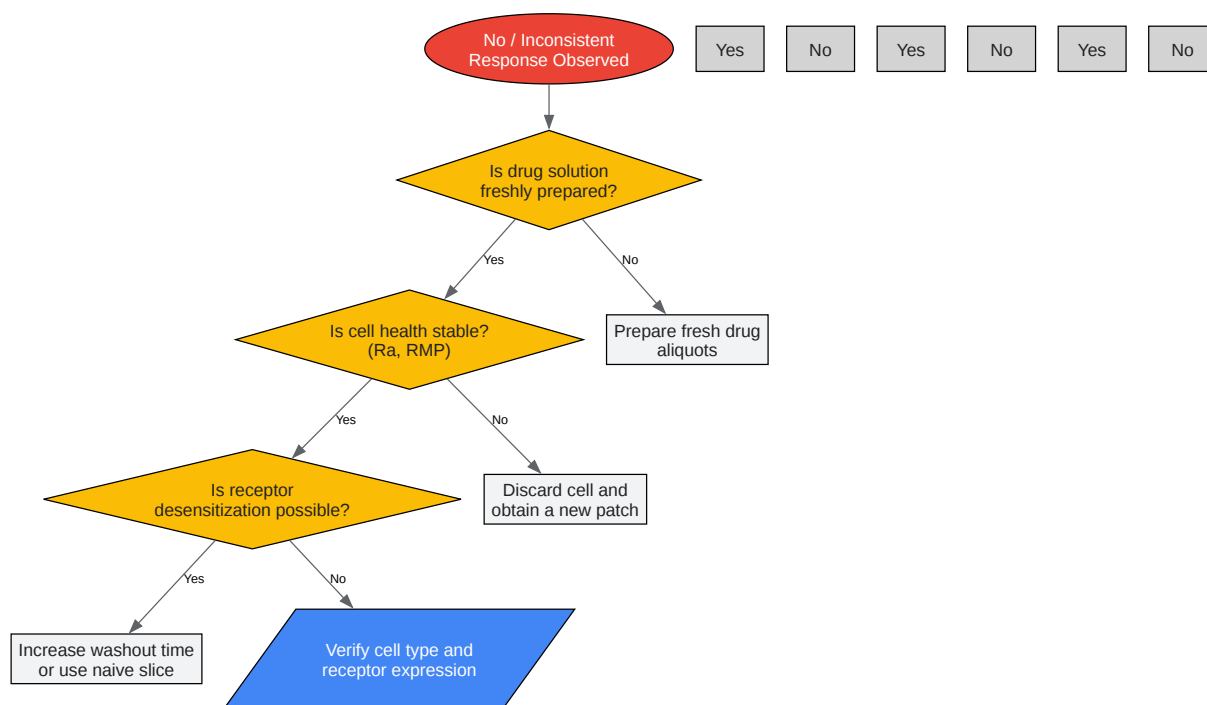 No / Inconsistent
Response Observed
Yes
No
Yes
No
Yes
No
Is drug solution
freshly prepared?
Yes
No
Is cell health stable?
(Ra, RMP)
Prepare fresh drug
aliquots
Yes
No
Is receptor
desensitization possible?
Discard cell and
obtain a new patch
Yes
No
Increase washout time
or use naive slice
Verify cell type and
receptor expression